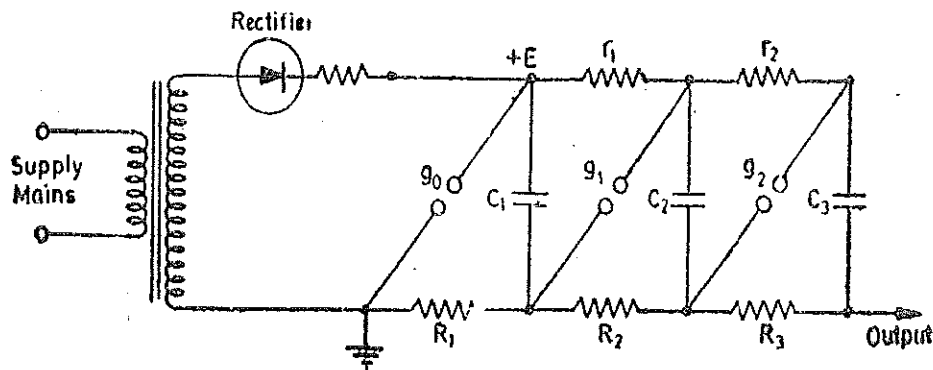 Rectifier
+E
r₁
r₂
Supply
Mains
g₀
C₁
g₁
C₂
g₂
C₃
R₁
R₂
R₃
Output